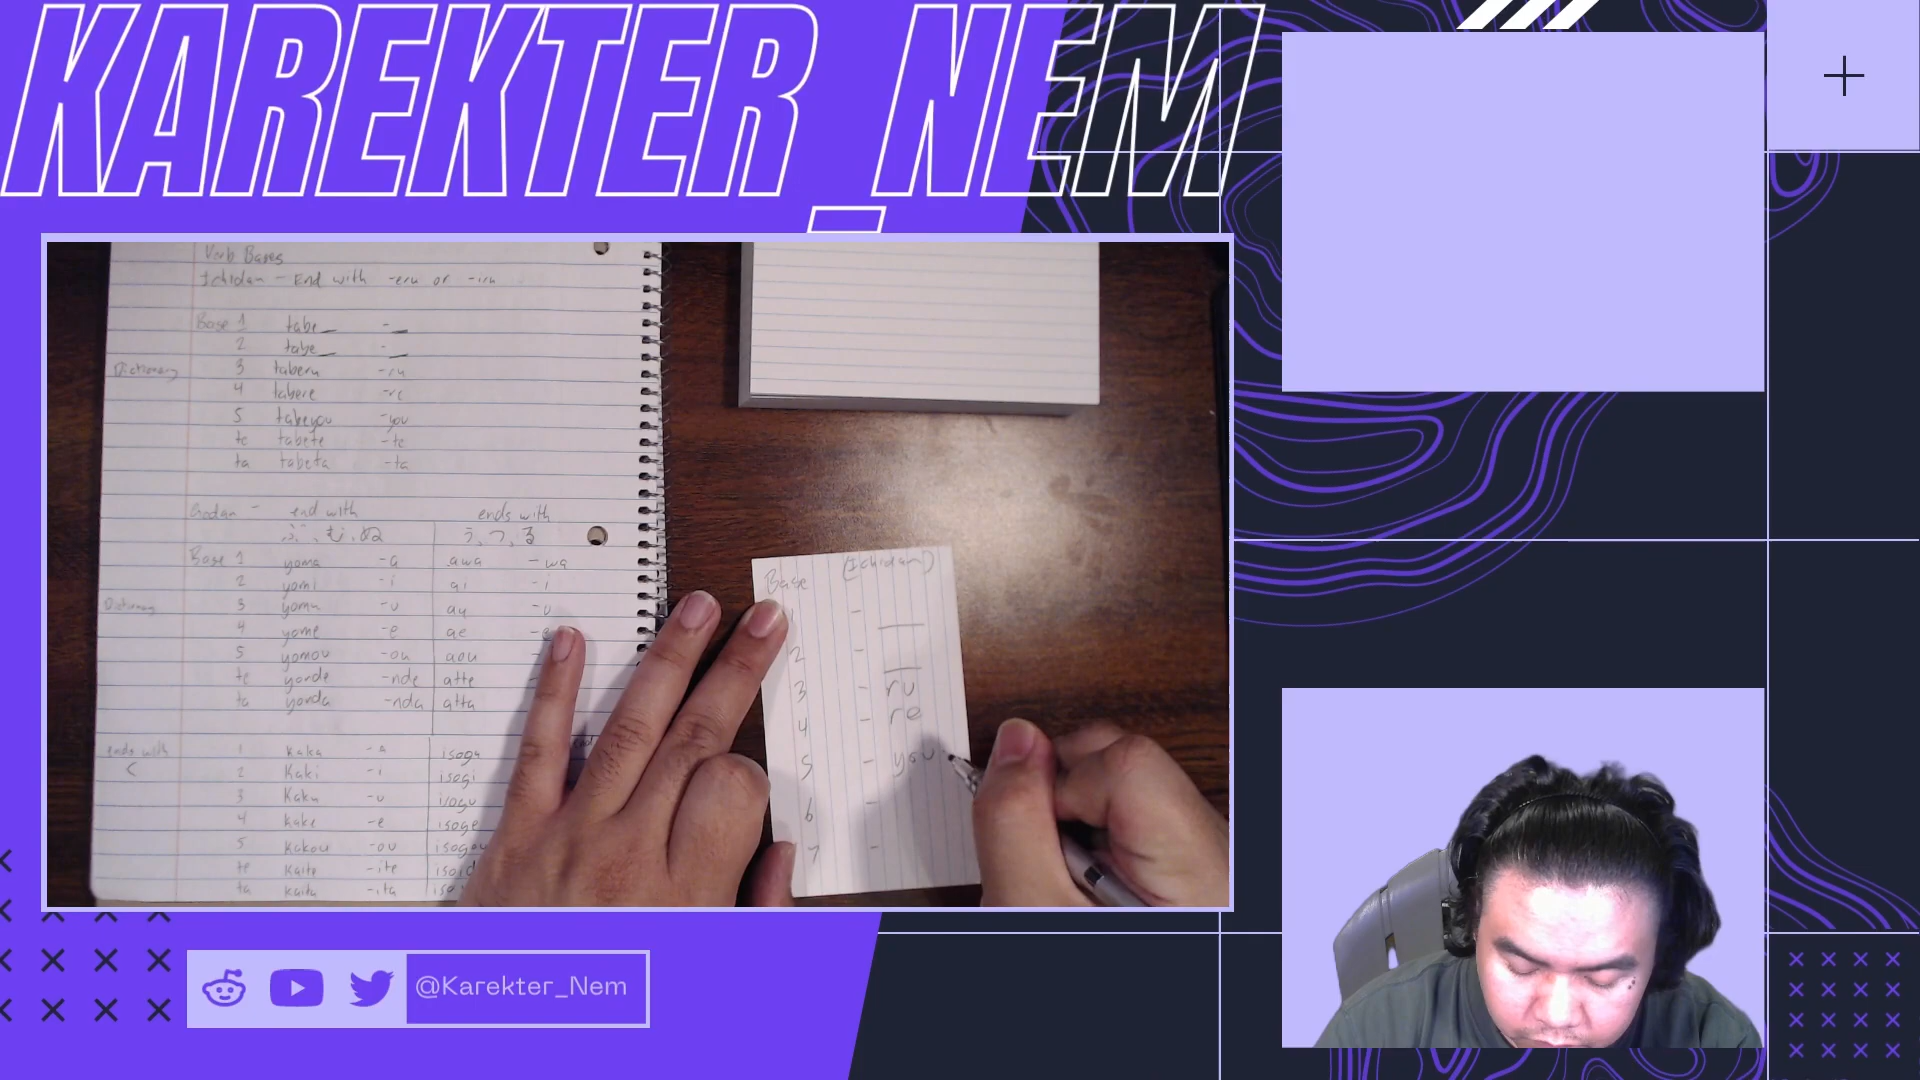 KAREKTER_NEM
Verb Bases
Ichidan - End with -eru or -iru
Base 1 tabe_ -_
2 tabe_ -_
Dictionary 3 taberu -ru
4 tabere -re
5 tabeyou -you
te tabete -te
ta tabeta -ta
Godan - end with ends with
ぶ、む、ぬ う、つ、る
Base 1 yoma -a awa -wa
2 yomi -i ai -i
Dictionary 3 yomu -u au -u
4 yome -e ae -e
5 yomou -ou aou
te yonde -nde atte
ta yonda -nda atta
ends with 1 kaka -a isoga
く 2 Kaki -i isogi
3 Kaku -u isogu
4 kake -e isoge
5 kakou -ou isogou
te kaite -ite
ta kaita -ita
Base (Ichidan)
1 - _
2 - _
3 - ru
4 - re
5 - you
6 -
7 -
@Karekter_Nem